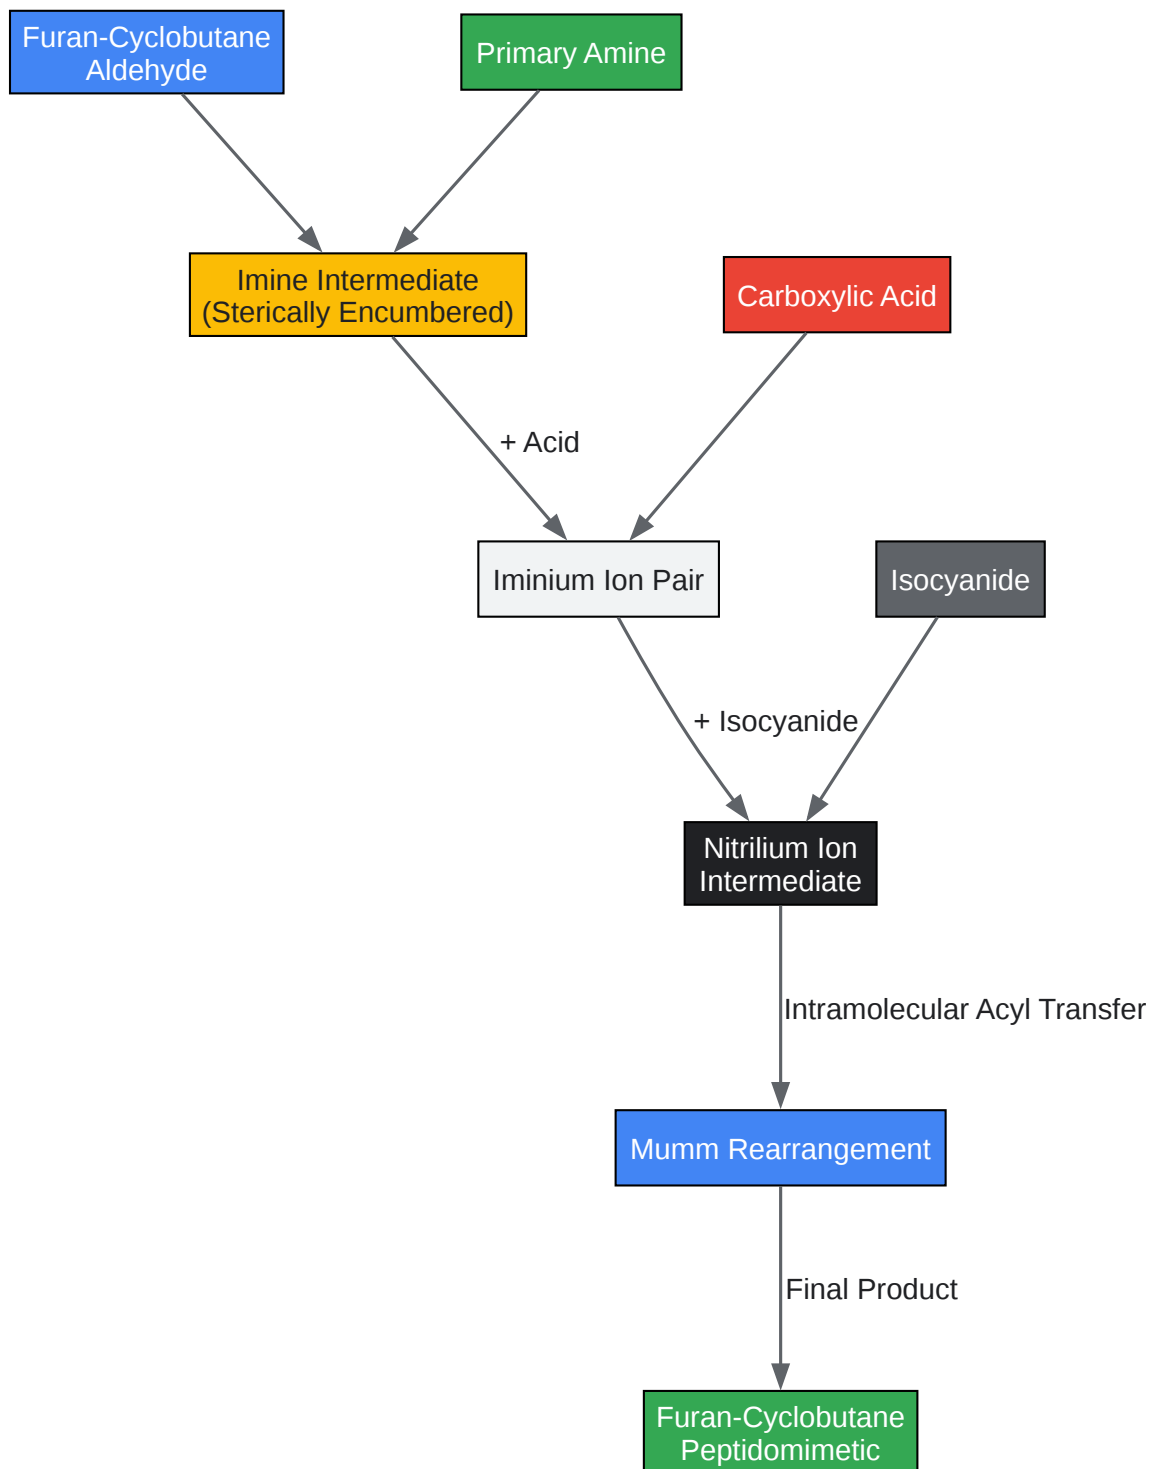 Furan-Cyclobutane
Aldehyde
Primary Amine
Imine Intermediate
(Sterically Encumbered)
Carboxylic Acid
+ Acid
Iminium Ion Pair
Isocyanide
+ Isocyanide
Nitrilium Ion
Intermediate
Intramolecular Acyl Transfer
Mumm Rearrangement
Final Product
Furan-Cyclobutane
Peptidomimetic